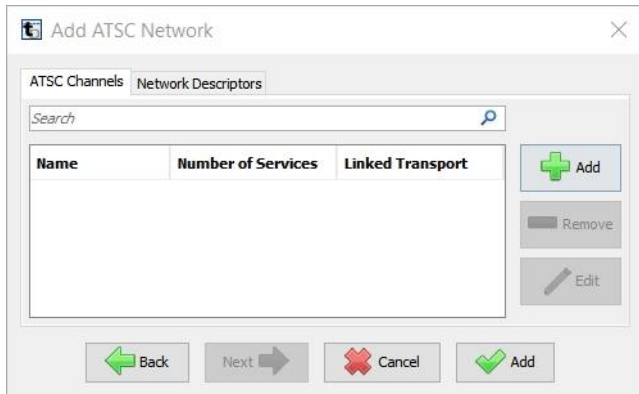 Add ATSC Network
ATSC Channels Network Descriptors
Search
Name Number of Services Linked Transport
Add
Remove
Edit
Back Next Cancel Add